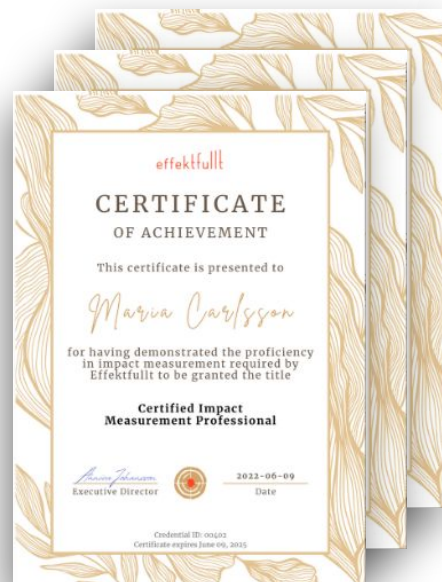 effektfullt
CERTIFICATE
OF ACHIEVEMENT
This certificate is presented to
Maria Carlsson
for having demonstrated the proficiency
in impact measurement required by
Effektfullt to be granted the title
Certified Impact
Measurement Professional
2022-06-09
Executive Director
Date
Credential ID: 00402
Certificate expires June 09, 2025